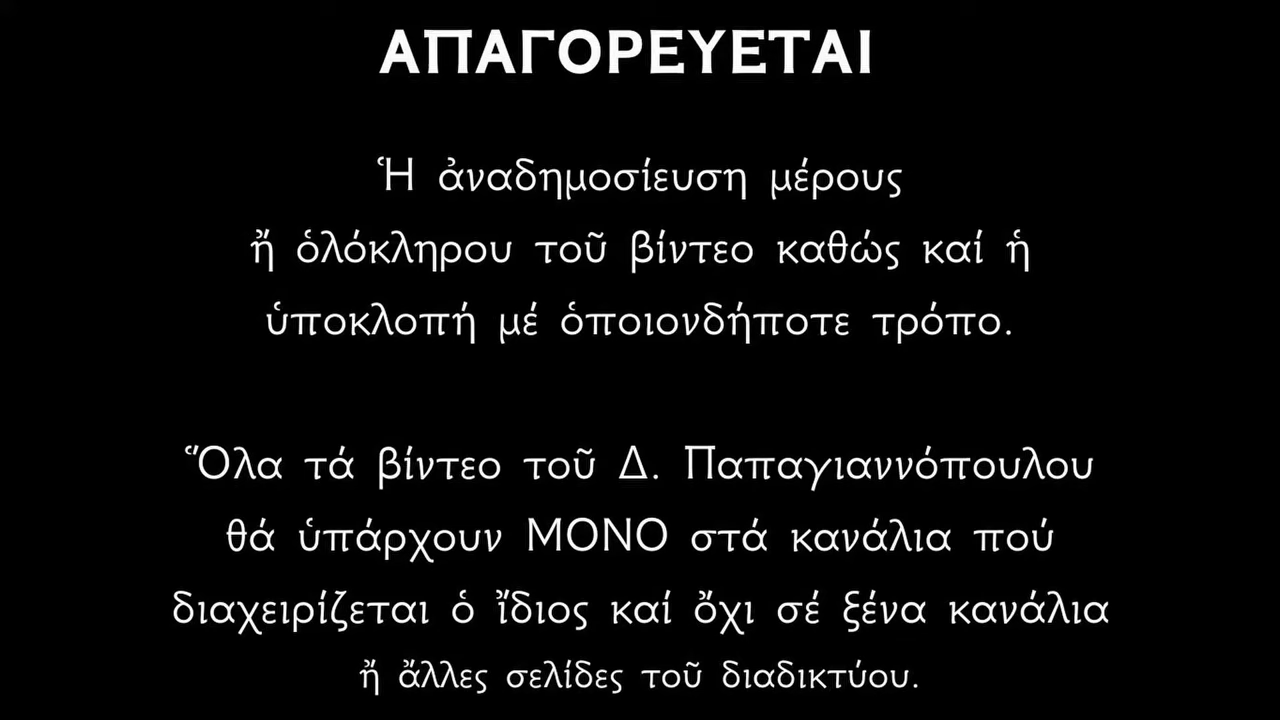 ΑΠΑΓΟΡΕΥΕΤΑΙ
Ἡ ἀναδημοσίευση μέρους
ἤ ὁλόκληρου τοῦ βίντεο καθώς καί ἡ
ὑποκλοπή μέ ὁποιονδήποτε τρόπο.
Ὅλα τά βίντεο τοῦ Δ. Παπαγιαννόπουλου
θά ὑπάρχουν ΜΟΝΟ στά κανάλια πού
διαχειρίζεται ὁ ἴδιος καί ὄχι σέ ξένα κανάλια
ἤ ἄλλες σελίδες τοῦ διαδικτύου.